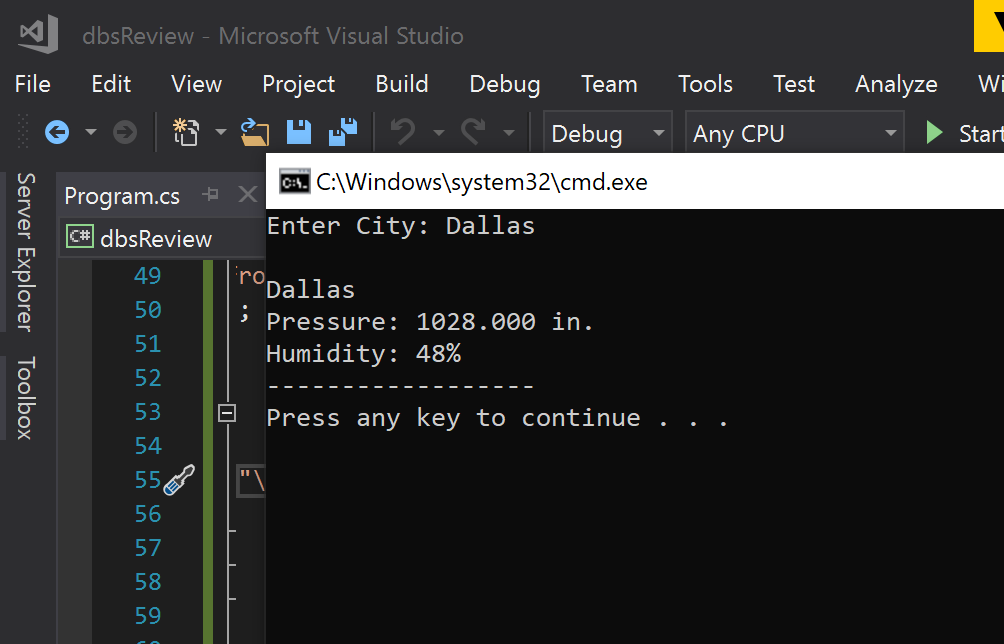 dbsReview - Microsoft Visual Studio
File Edit View Project Build Debug Team Tools Test Analyze
Debug Any CPU Start
Server Explorer
Toolbox
Program.cs
C# dbsReview
C:\Windows\system32\cmd.exe
Enter City: Dallas
Dallas
Pressure: 1028.000 in.
Humidity: 48%
------------------
Press any key to continue . . .
49 ro
50 ;
51
52
53
54
55 "\
56
57
58
59